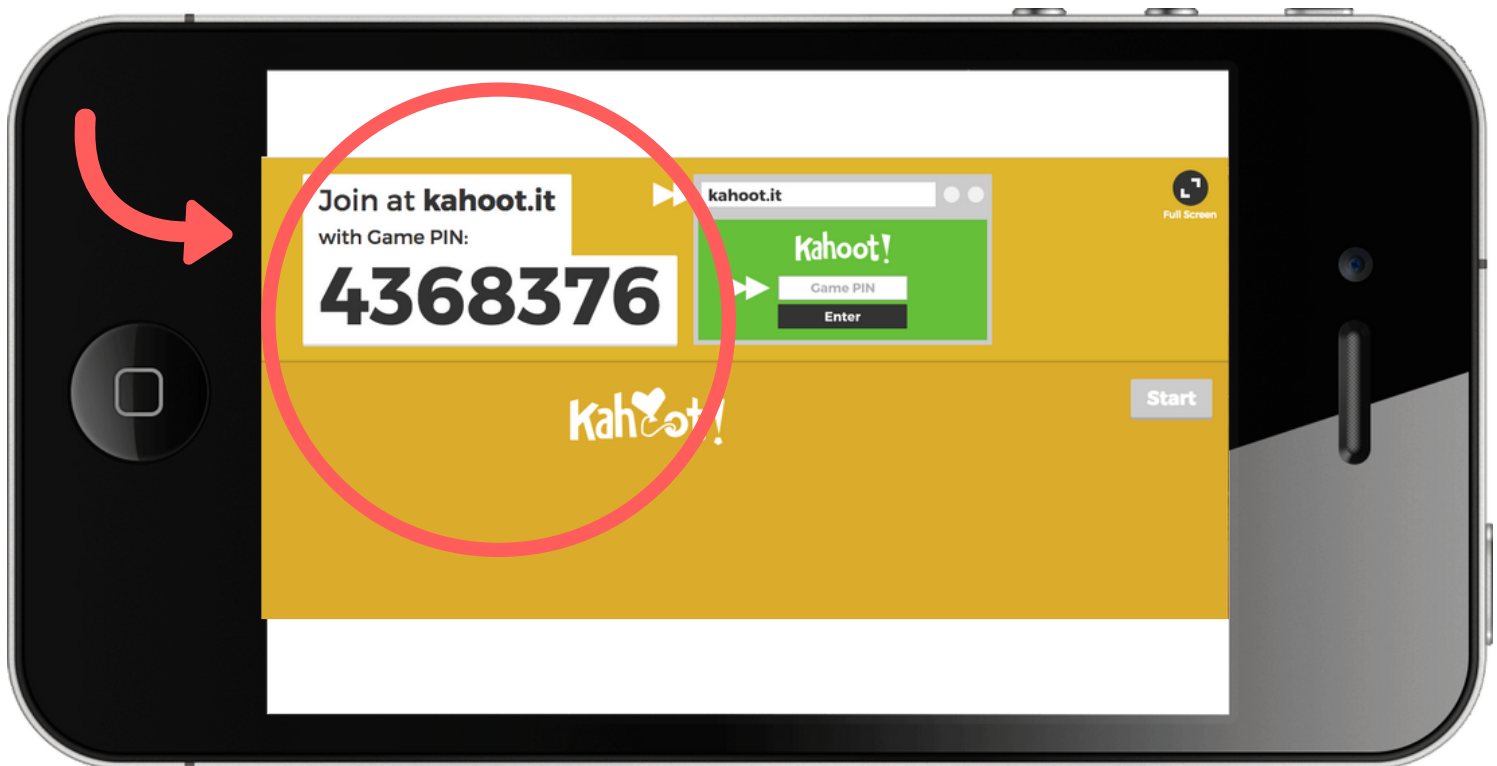 Join at kahoot.it
with Game PIN:
4368376
kahoot.it
Kahoot!
Game PIN
Enter
Full Screen
Kahoot!
Start